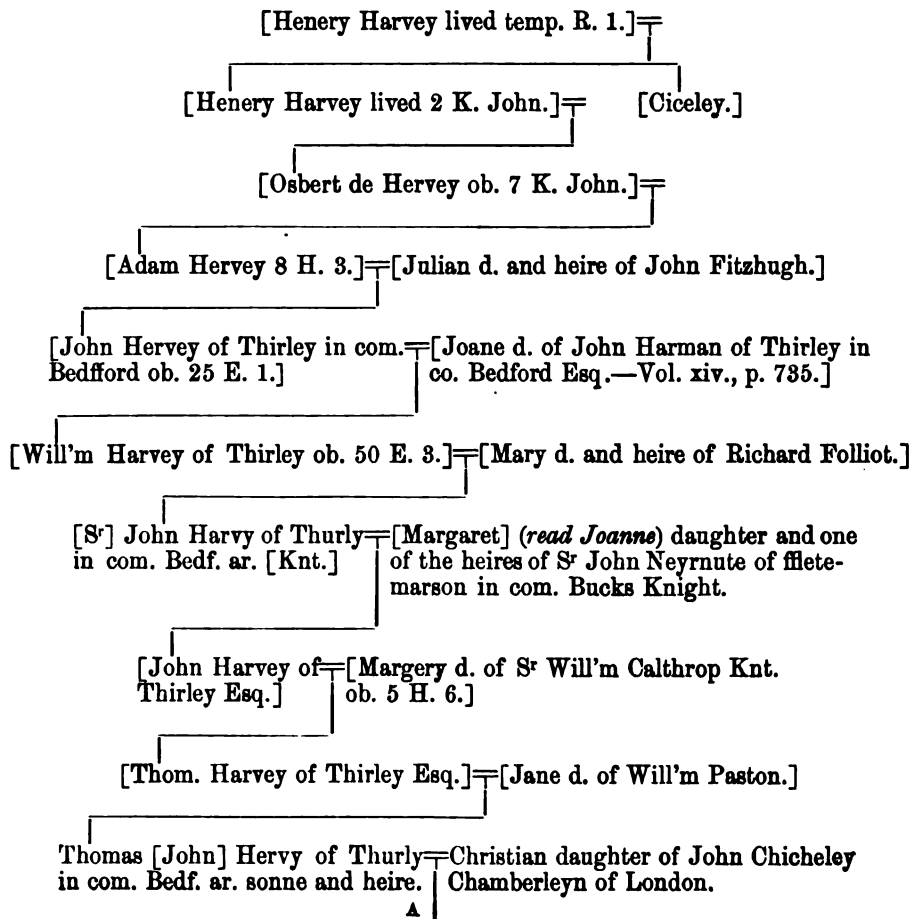 [Henery Harvey lived temp. R. 1.]=
[Henery Harvey lived 2 K. John.]= [Ciceley.]
[Osbert de Hervey ob. 7 K. John.]=
[Adam Hervey 8 H. 3.]=[Julian d. and heire of John Fitzhugh.]
[John Hervey of Thirley in com.=[Joane d. of John Harman of Thirley in
Bedfford ob. 25 E. 1.] co. Bedford Esq.—Vol. xiv., p. 735.]
[Will'm Harvey of Thirley ob. 50 E. 3.]=[Mary d. and heire of Richard Folliot.]
[Sʳ] John Harvy of Thurly=[Margaret] (read Joanne) daughter and one
in com. Bedf. ar. [Knt.] of the heires of Sʳ John Neyrnute of fflete-
marson in com. Bucks Knight.
[John Harvey of=[Margery d. of Sʳ Will'm Calthrop Knt.
Thirley Esq.] ob. 5 H. 6.]
[Thom. Harvey of Thirley Esq.]=[Jane d. of Will'm Paston.]
Thomas [John] Hervy of Thurly=Christian daughter of John Chicheley
in com. Bedf. ar. sonne and heire. Chamberleyn of London.
A